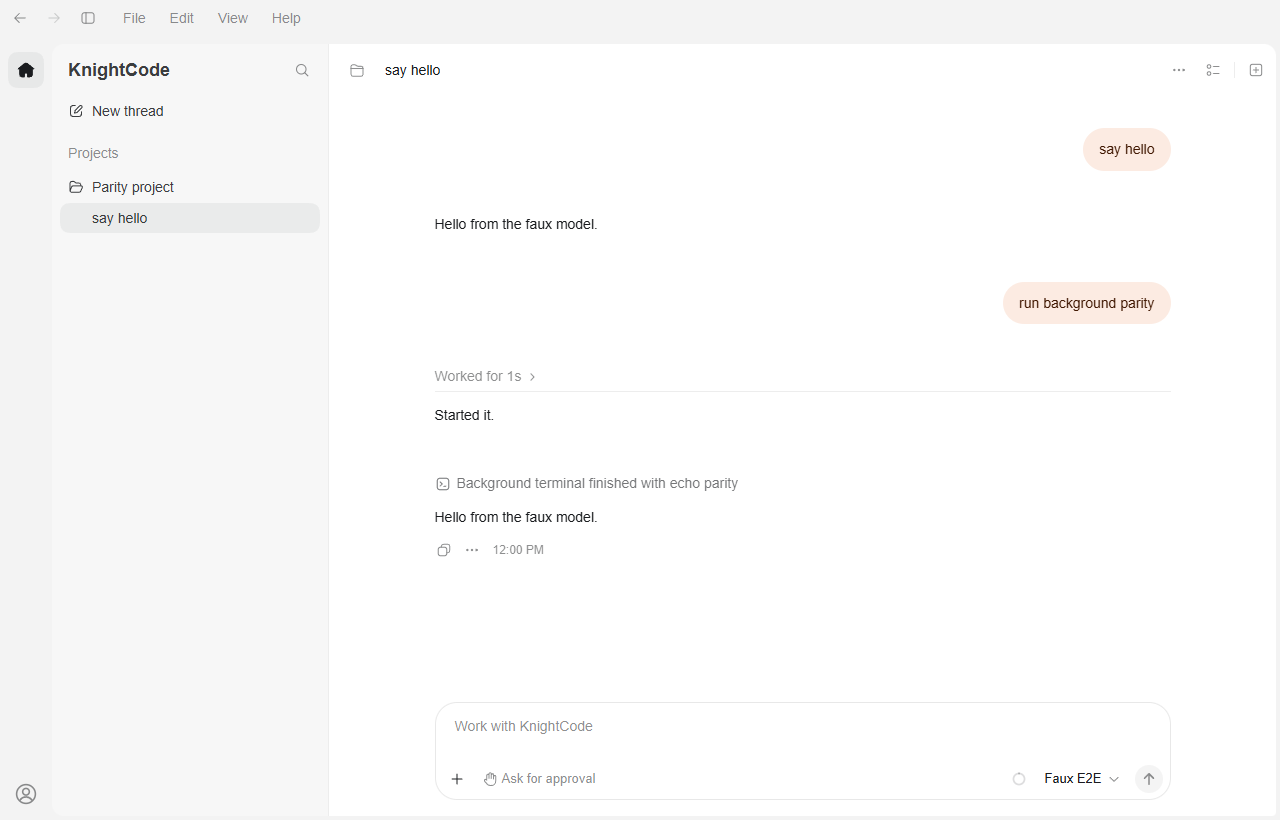 File Edit View Help
KnightCode
New thread
Projects
Parity project
say hello
say hello
say hello
Hello from the faux model.
run background parity
Worked for 1s
Started it.
Background terminal finished with echo parity
Hello from the faux model.
12:00 PM
Work with KnightCode
Ask for approval
Faux E2E